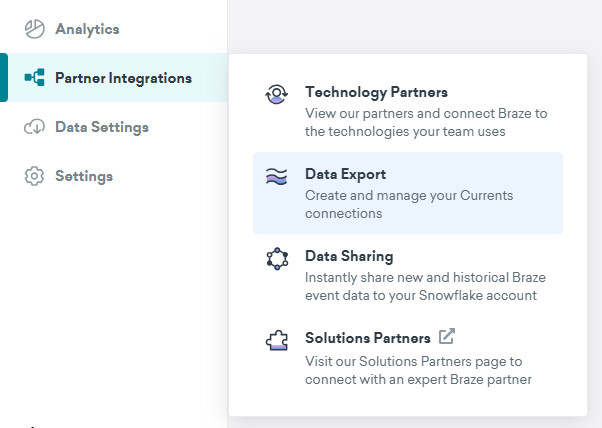 Analytics
Partner Integrations
Data Settings
Settings
Technology Partners
View our partners and connect Braze to
the technologies your team uses
Data Export
Create and manage your Currents
connections
Data Sharing
Instantly share new and historical Braze
event data to your Snowflake account
Solutions Partners
Visit our Solutions Partners page to
connect with an expert Braze partner